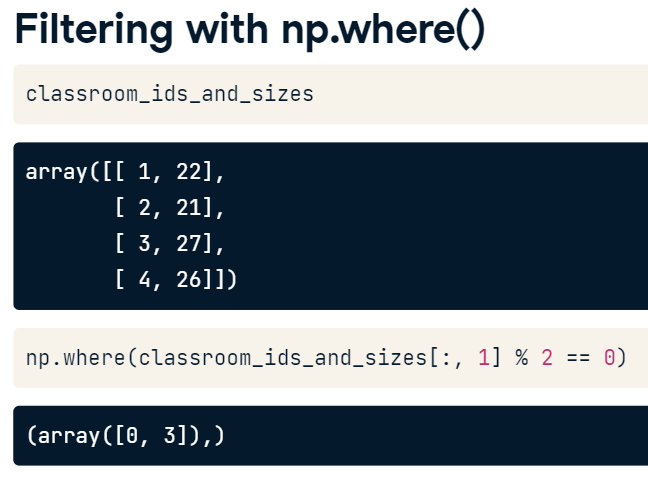 Filtering with np.where()
classroom_ids_and_sizes
array([[ 1, 22],
       [ 2, 21],
       [ 3, 27],
       [ 4, 26]])
np.where(classroom_ids_and_sizes[:, 1] % 2 == 0)
(array([0, 3]),)